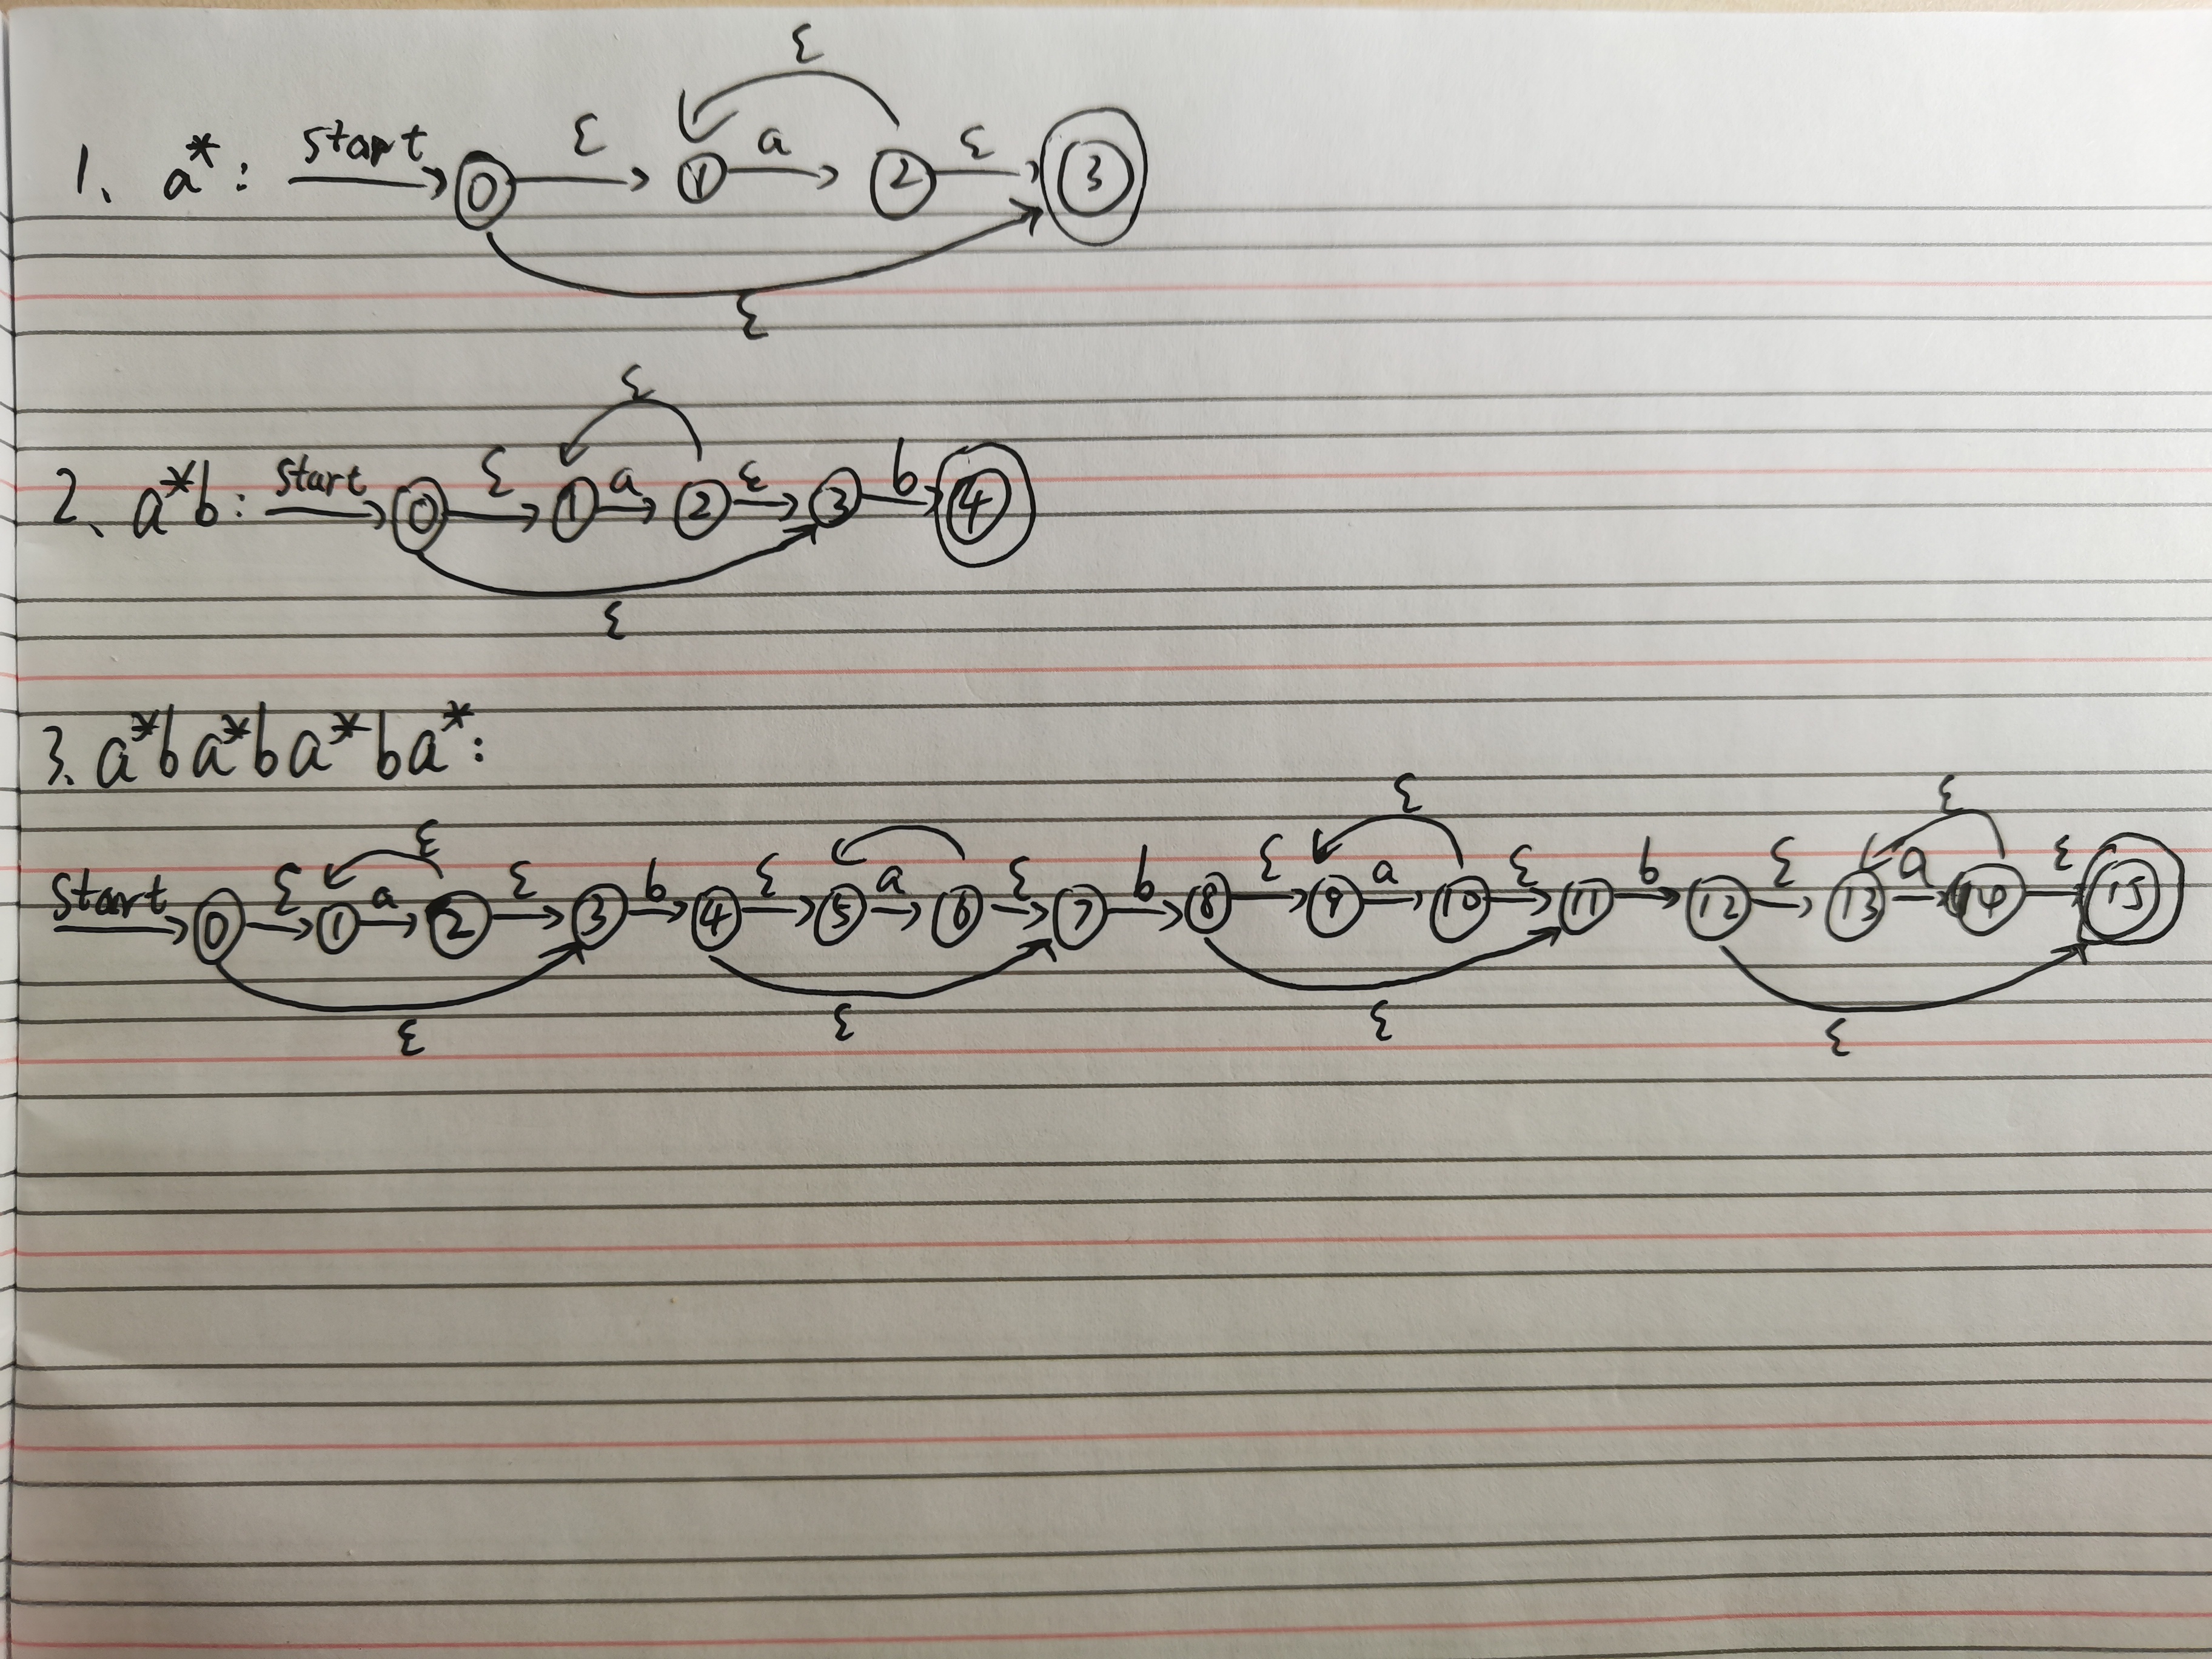 ε
1、 a*: start 0 ε 1 a 2 ε 3
ε
ε
2、 a*b: start 0 ε 1 a 2 ε 3 b 4
ε
3. a*ba*ba*ba*:
ε ε ε
start 0 ε 1 a 2 ε 3 b 4 ε 5 a 6 ε 7 b 8 ε 9 a 10 ε 11 b 12 ε 13 a 14 ε 15
ε ε ε ε